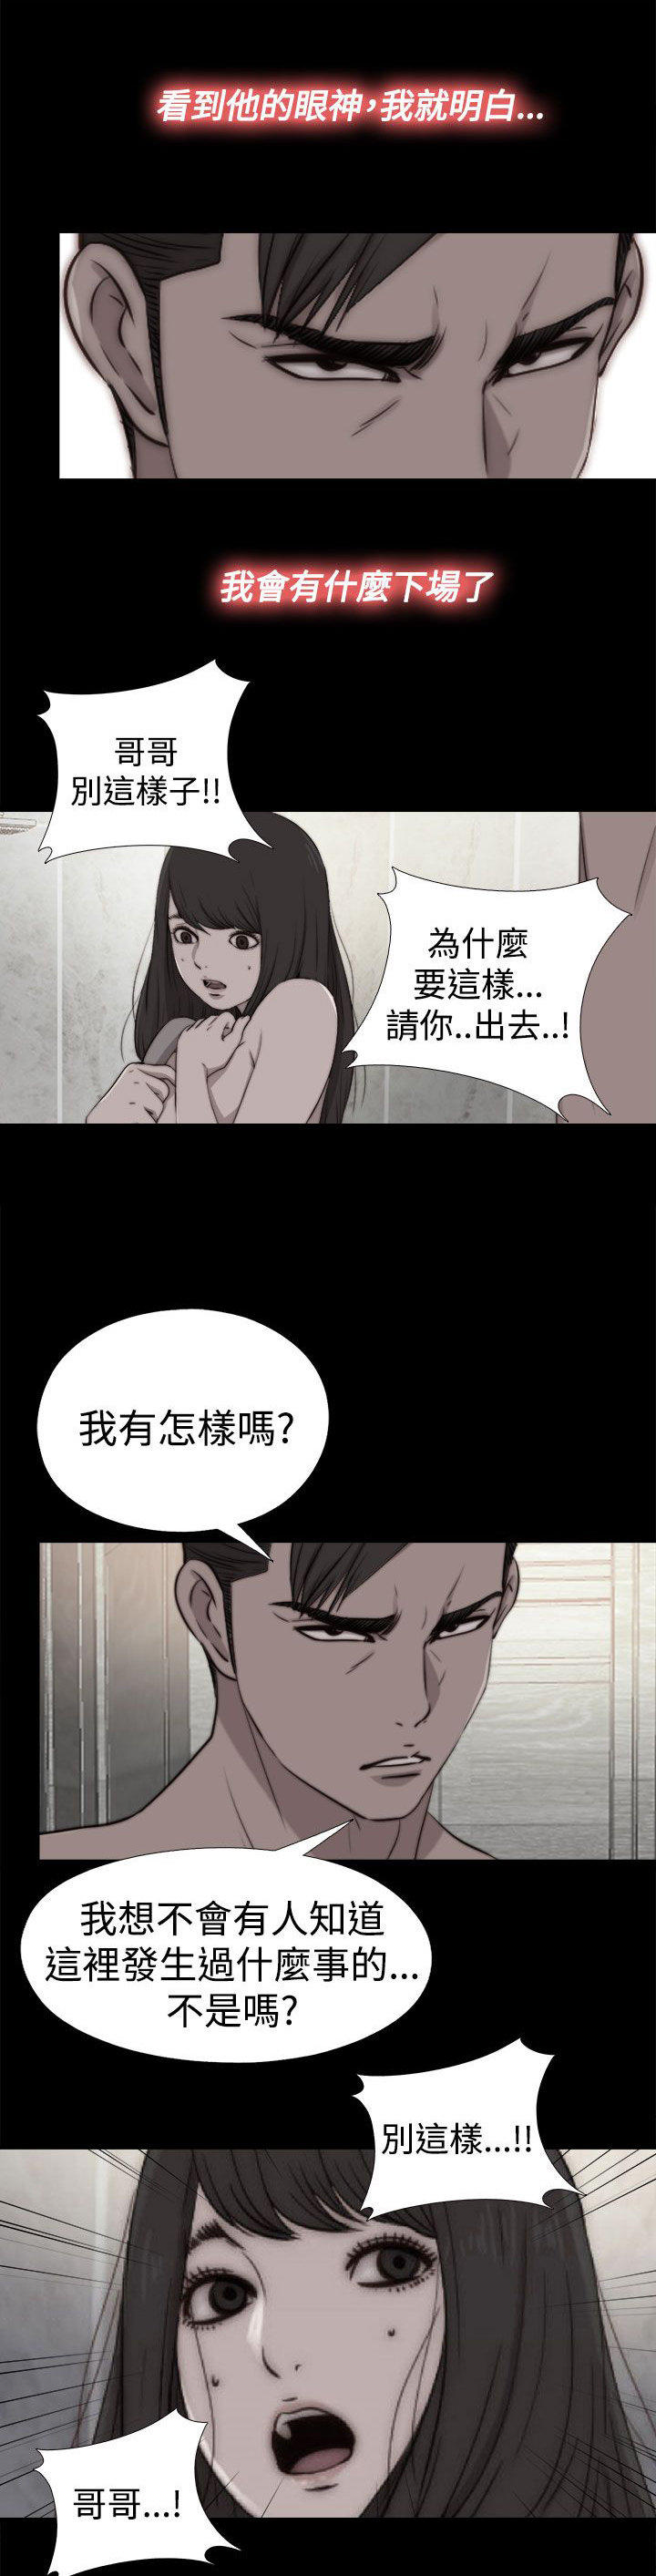 看到他的眼神，我就明白...
我會有什麼下場了
哥哥
別這樣子!!
為什麼
要這樣...
請你..出去..!
我有怎樣嗎?
我想不會有人知道
這裡發生過什麼事的...
不是嗎?
別這樣...!!
哥哥...!